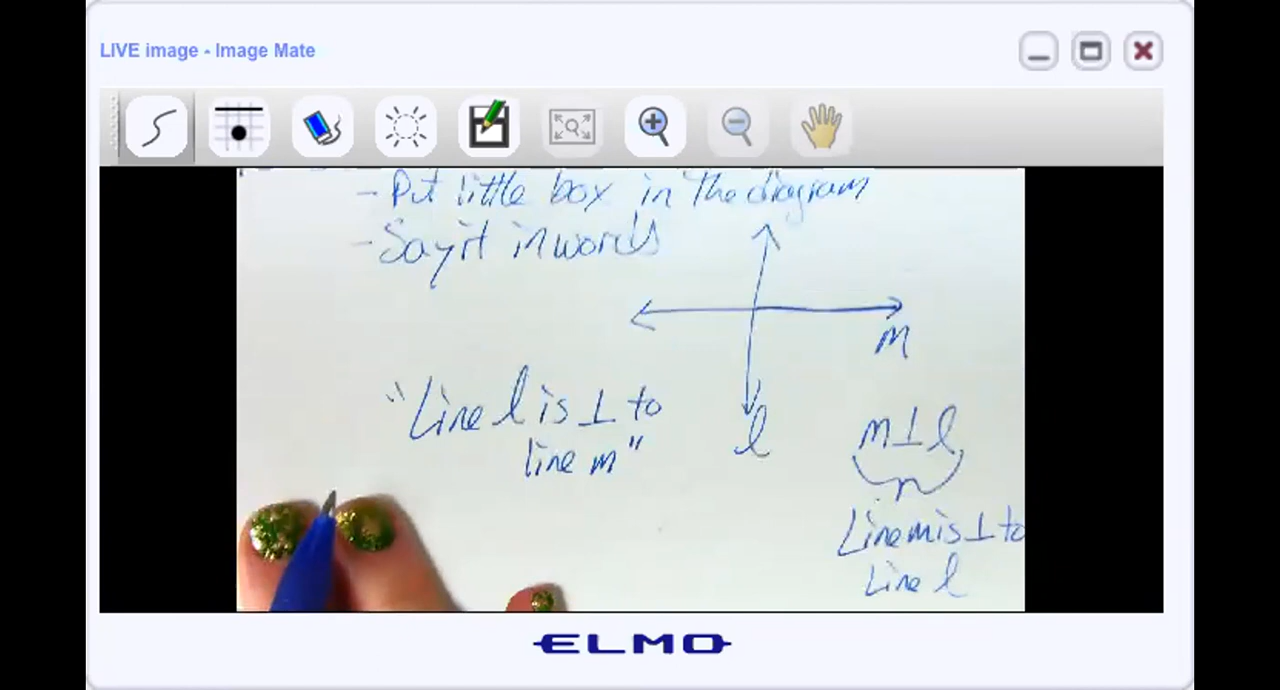 LIVE image - Image Mate
- Put little box in the diagram
- Say it in words
m
"Line l is ⊥ to
line m"
l
m ⊥ l
Line m is ⊥ to
Line l
ELMO